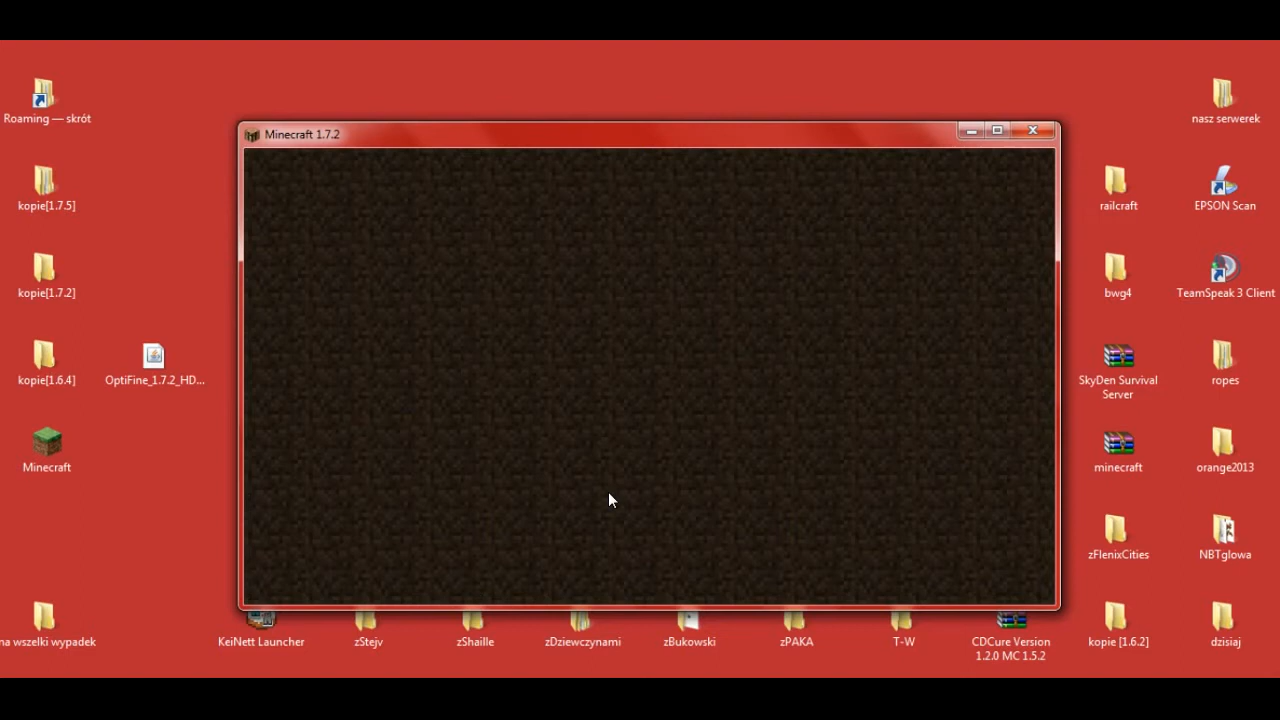 Minecraft 1.7.2
Roaming — skrót
nasz serwerek
kopie[1.7.5]
railcraft
EPSON Scan
kopie[1.7.2]
bwg4
TeamSpeak 3 Client
kopie[1.6.4]
OptiFine_1.7.2_HD...
SkyDen Survival
Server
ropes
Minecraft
minecraft
orange2013
zFlenixCities
NBTglowa
na wszelki wypadek
KeiNett Launcher
zStejv
zShaille
zDziewczynami
zBukowski
zPAKA
T-W
CDCure Version
1.2.0 MC 1.5.2
kopie [1.6.2]
dzisiaj